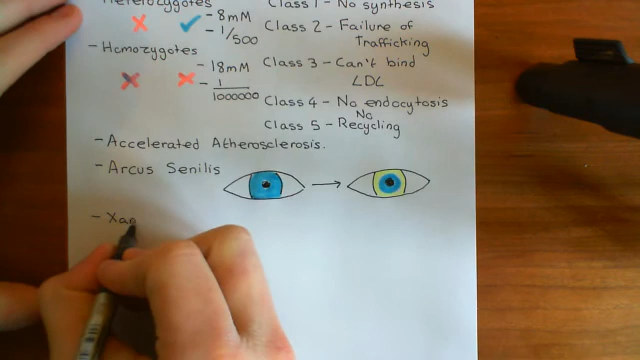 Heterozygotes
- 8mM
- 1/500
- Homozygotes
- 18mM
- 1/1000000
Class 1 - No synthesis
Class 2 - Failure of Trafficking
Class 3 - Can't bind LDL
Class 4 - No endocytosis
Class 5 - No Recycling
- Accelerated Atherosclerosis.
- Arcus Senilis
- Xan